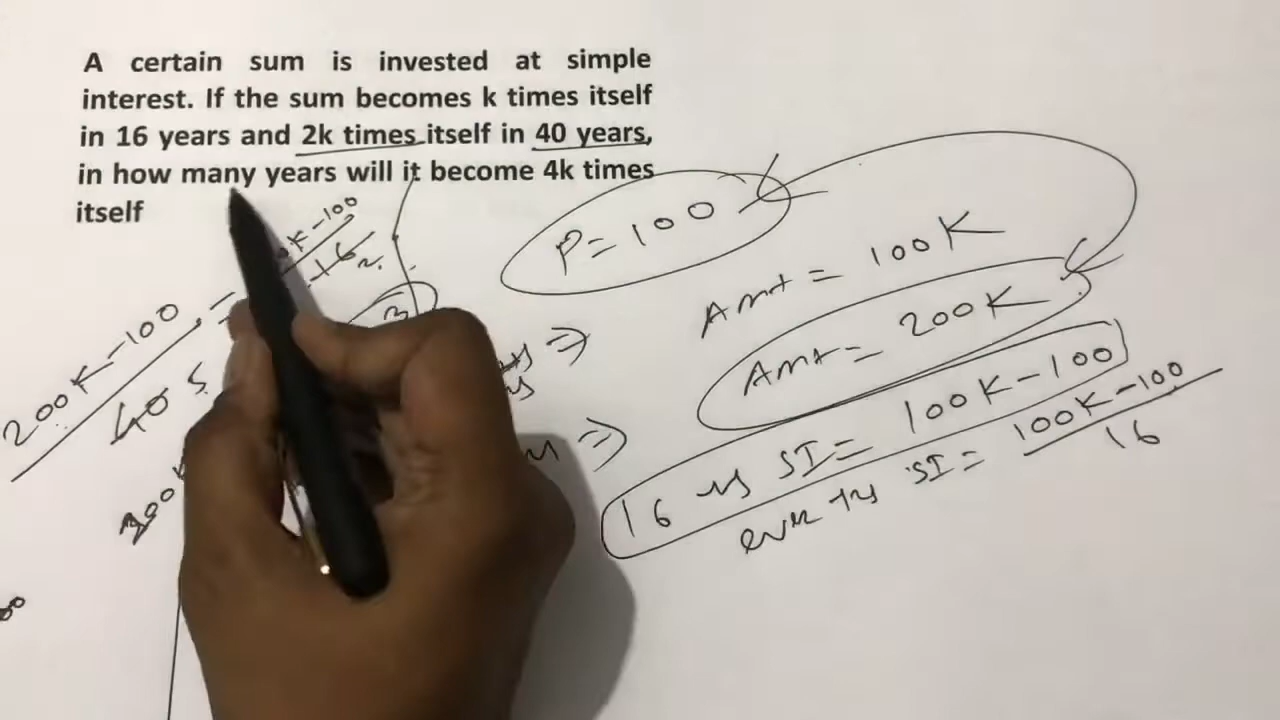 A certain sum is invested at simple
interest. If the sum becomes k times itself
in 16 years and 2k times itself in 40 years,
in how many years will it become 4k times
itself
P=100
Amt = 100K
Amt = 200K
200K-100
40
K-100
16
16 yrs SI = 100K-100
SI = 100K-100
16